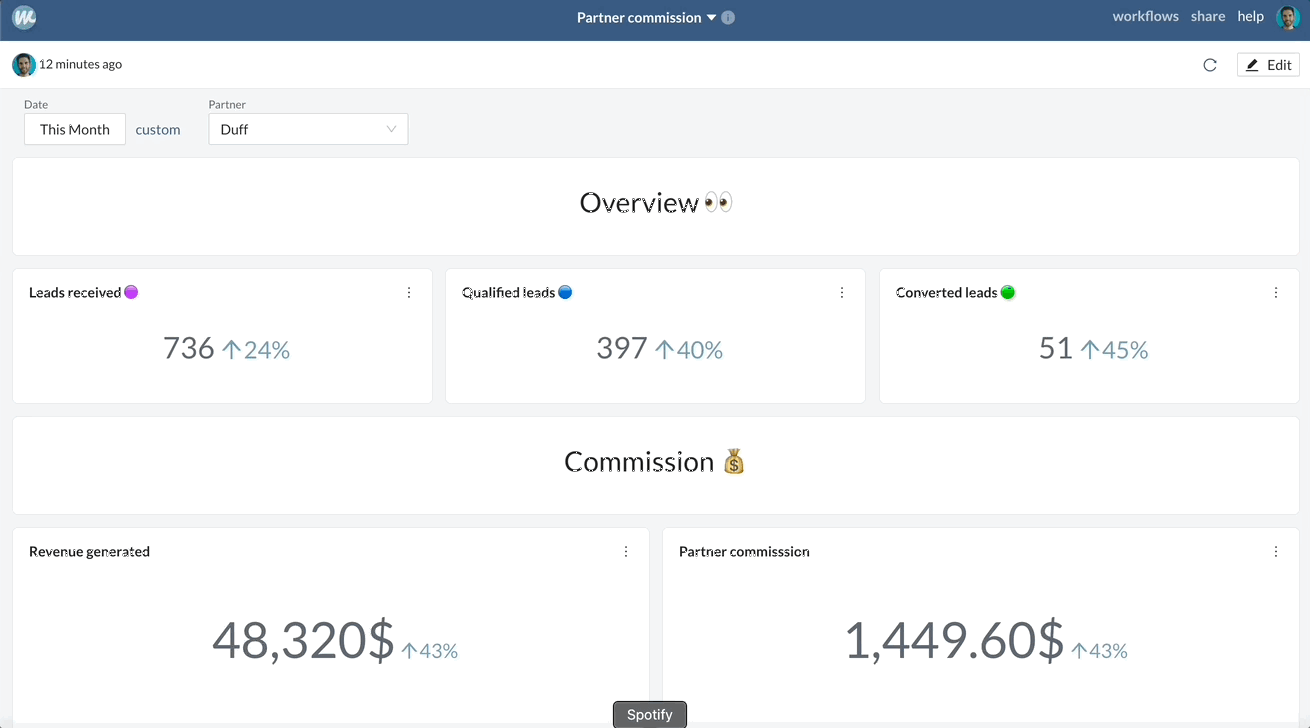 Partner commission
workflows share help
12 minutes ago
Edit
Date
Partner
This Month custom
Duff
Overview 👀
Leads received
Qualified leads
Converted leads
736 ↑24%
397 ↑40%
51 ↑45%
Commission 💰
Revenue generated
Partner commisssion
48,320$ ↑43%
1,449.60$ ↑43%
Spotify